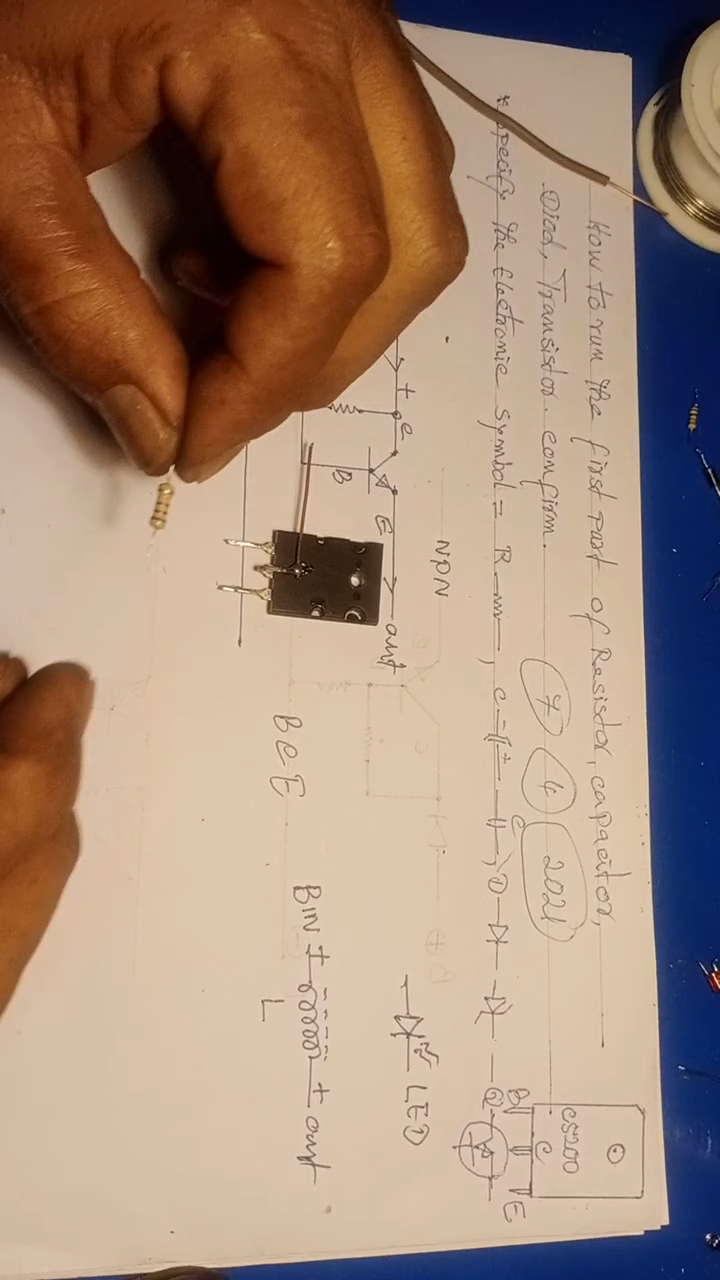 How to run the first part of Resistor, capacitor,
Diod, Transistor. confirm.
7 4 2021
* specify the Eletronic symbol = R , c = + , D
e
Q
B C E
C5200
NPN
+ e
B
E
out
LED
B C E
BIN + + out
L